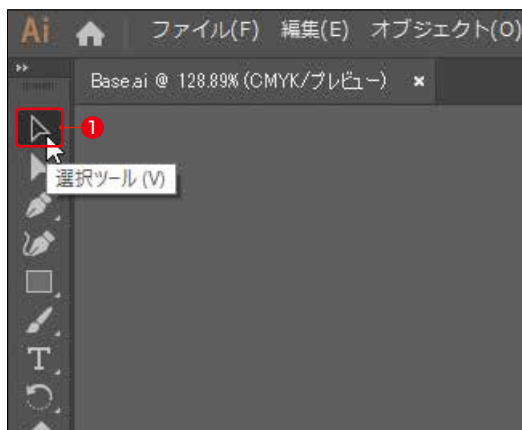 Ai ファイル(F) 編集(E) オブジェクト(O)
Base.ai @ 128.89% (CMYK/プレビュー) ×
1
選択ツール (V)
T